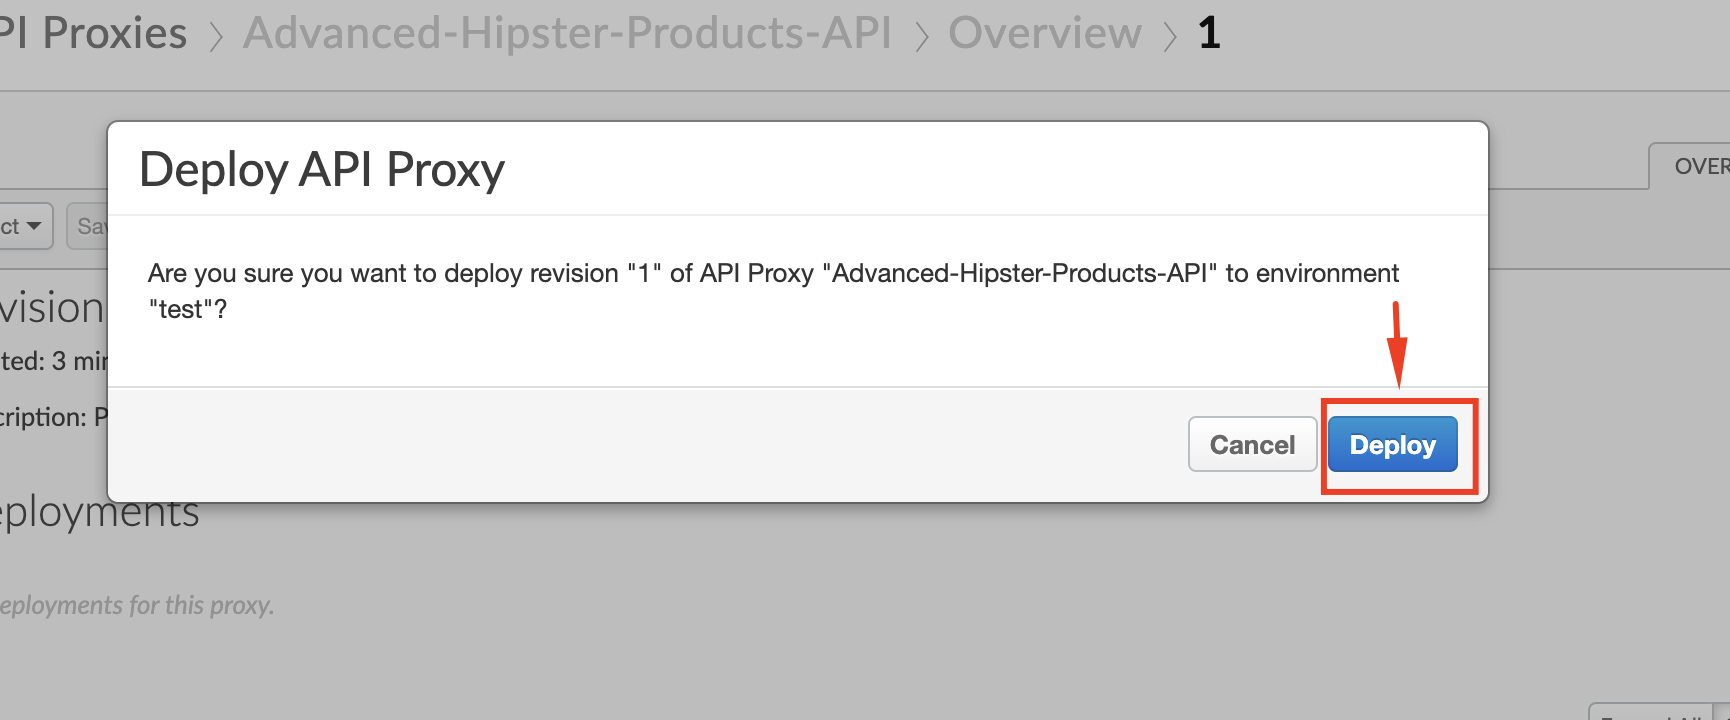 PI Proxies > Advanced-Hipster-Products-API > Overview > 1
Deploy API Proxy
OVER
ct
Sav
Are you sure you want to deploy revision "1" of API Proxy "Advanced-Hipster-Products-API" to environment
"test"?
vision
ted: 3 min
cription: P
Cancel
Deploy
eployments
eployments for this proxy.